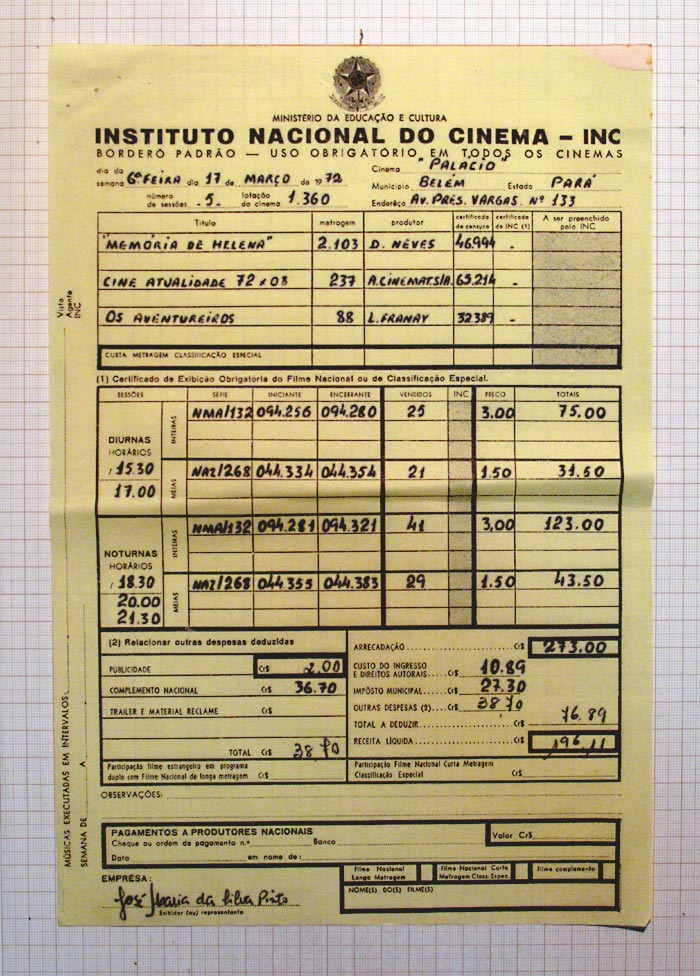 MINISTÉRIO DA EDUCAÇÃO E CULTURA
INSTITUTO NACIONAL DO CINEMA – INC
BORDERÔ PADRÃO — USO OBRIGATÓRIO EM TODOS OS CINEMAS
dia da semana 6ª FEIRA dia 17 de MARÇO de 1972 Cinema "PALACIO"
Município BELÉM Estado PARÁ
número de sessões -5- lotação do cinema 1.360 Endereço AV. PRES. VARGAS. Nº 133
Título metragem produtor certificado de censura certificado do INC (1) A ser preenchido pelo INC
"MEMÓRIA DE HELENA" 2.103 D. NEVES 46.994 -
CINE ATUALIDADE 72x08 237 A.CINEMAT.S/A. 65.214 -
OS AVENTUREIROS 88 L.FRANAY 32389 -
CURTA METRAGEM CLASSIFICAÇÃO ESPECIAL
(1) Certificado de Exibição Obrigatória do Filme Nacional ou de Classificação Especial.
SESSÕES SÉRIE INICIANTE ENCERRANTE VENDIDOS INC PREÇO TOTAIS
DIURNAS HORÁRIOS INTEIRAS NMA/132 094.256 094.280 25 3.00 75.00
15.30 MEIAS NAZ/268 044.334 044.354 21 1.50 31.50
17.00
NOTURNAS HORÁRIOS INTEIRAS NMA/132 094.281 094.321 41 3,00 123.00
18.30 MEIAS NAZ/268 044.355 044.383 29 1.50 43.50
20.00
21.30
(2) Relacionar outras despesas deduzidas
PUBLICIDADE Cr$ 2.00
COMPLEMENTO NACIONAL Cr$ 36.70
TRAILER E MATERIAL RECLAME Cr$
TOTAL Cr$ 38 70
Participação filme estrangeiro em programa
duplo com Filme Nacional de longa metragem Cr$
ARRECADAÇÃO Cr$ 273.00
CUSTO DO INGRESSO
E DIREITOS AUTORAIS Cr$ 10.89
IMPÔSTO MUNICIPAL Cr$ 27.30
OUTRAS DESPESAS (2) Cr$ 38 70
TOTAL A DEDUZIR Cr$ 76.89
RECEITA LÍQUIDA Cr$ 196,11
Participação Filme Nacional Curta Metragem
Classificação Especial Cr$
OBSERVAÇÕES:
PAGAMENTOS A PRODUTORES NACIONAIS
Valor Cr$
Cheque ou ordem de pagamento n.º Banco
Data em nome de:
Filme Nacional Longa Metragem Filme Nacional Curta Metragem Class. Espec. Filme complemento
NOME(S) DO(S) FILME(S)
EMPRÊSA:
José Maria da Silva Pinto
Exibidor (ou) representante
Visto Agente INC
MÚSICAS EXECUTADAS EM INTERVALOS:
SEMANA DE A